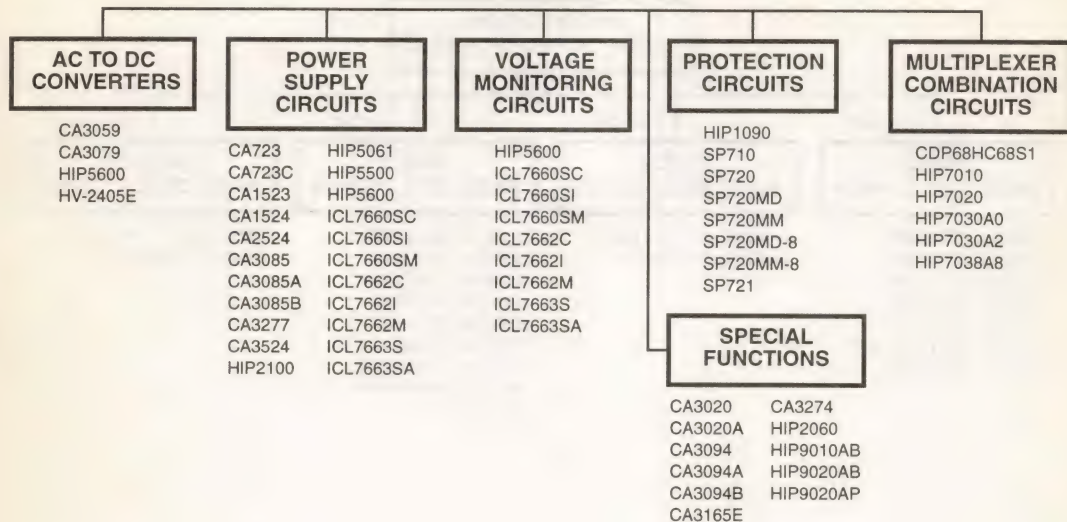 AC TO DC
CONVERTERS
CA3059
CA3079
HIP5600
HV-2405E
POWER
SUPPLY
CIRCUITS
CA723
CA723C
CA1523
CA1524
CA2524
CA3085
CA3085A
CA3085B
CA3277
CA3524
HIP2100
HIP5061
HIP5500
HIP5600
ICL7660SC
ICL7660SI
ICL7660SM
ICL7662C
ICL7662I
ICL7662M
ICL7663S
ICL7663SA
VOLTAGE
MONITORING
CIRCUITS
HIP5600
ICL7660SC
ICL7660SI
ICL7660SM
ICL7662C
ICL7662I
ICL7662M
ICL7663S
ICL7663SA
PROTECTION
CIRCUITS
HIP1090
SP710
SP720
SP720MD
SP720MM
SP720MD-8
SP720MM-8
SP721
SPECIAL
FUNCTIONS
CA3020
CA3020A
CA3094
CA3094A
CA3094B
CA3165E
CA3274
HIP2060
HIP9010AB
HIP9020AB
HIP9020AP
MULTIPLEXER
COMBINATION
CIRCUITS
CDP68HC68S1
HIP7010
HIP7020
HIP7030A0
HIP7030A2
HIP7038A8